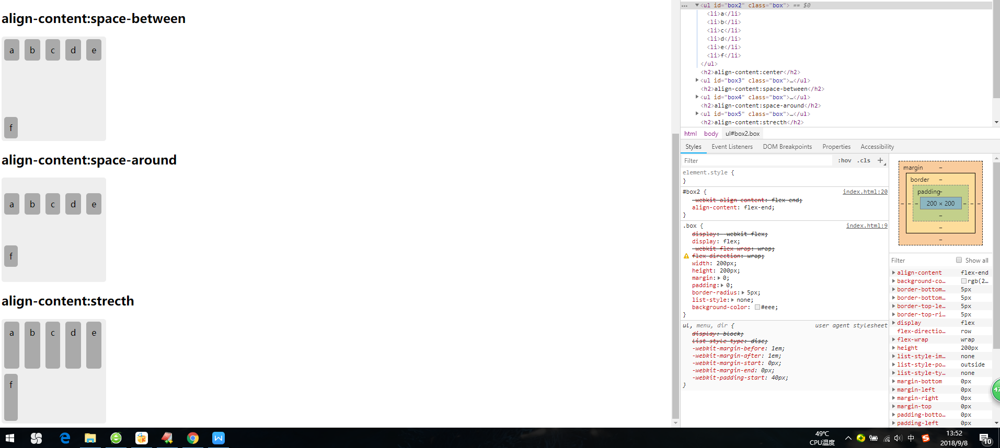 align-content:space-between
a b c d e
f
align-content:space-around
a b c d e
f
align-content:strecth
a b c d e
f
… ▼<ul id="box2" class="box"> == $0
<li>a</li>
<li>b</li>
<li>c</li>
<li>d</li>
<li>e</li>
<li>f</li>
</ul>
<h2>align-content:center</h2>
▶<ul id="box3" class="box">…</ul>
<h2>align-content:space-between</h2>
▶<ul id="box4" class="box">…</ul>
<h2>align-content:space-around</h2>
▶<ul id="box5" class="box">…</ul>
<h2>align-content:strecth</h2>
html body ul#box2.box
Styles Event Listeners DOM Breakpoints Properties Accessibility
Filter :hov .cls +
element.style {
}
#box2 { index.html:20
-webkit-align-content: flex-end;
align-content: flex-end;
}
.box { index.html:9
display: -webkit-flex;
display: flex;
-webkit-flex-wrap: wrap;
flex-direction: wrap;
width: 200px;
height: 200px;
margin:▶ 0;
padding:▶ 0;
border-radius:▶ 5px;
list-style:▶ none;
background-color: #eee;
}
ul, menu, dir { user agent stylesheet
display: block;
list-style-type: disc;
-webkit-margin-before: 1em;
-webkit-margin-after: 1em;
-webkit-margin-start: 0px;
-webkit-margin-end: 0px;
-webkit-padding-start: 40px;
}
margin –
border –
padding –
– – – 200 × 200 – – –
–
–
–
Filter Show all
▶ align-content flex-end
▶ background-co… rgb(2…
▶ border-bottom… 5px
▶ border-bottom… 5px
▶ border-top-le… 5px
▶ border-top-ri… 5px
▶ display flex
flex-directio… row
▶ flex-wrap wrap
▶ height 200px
▶ list-style-im… none
▶ list-style-po… outside
▶ list-style-ty… none
▶ margin-bottom 0px
▶ margin-left 0px
▶ margin-right 0px
▶ margin-top 0px
▶ padding-botto… 0px
▶ padding-left 0px
47
49℃
CPU温度
中
13:52
2018/9/8
10